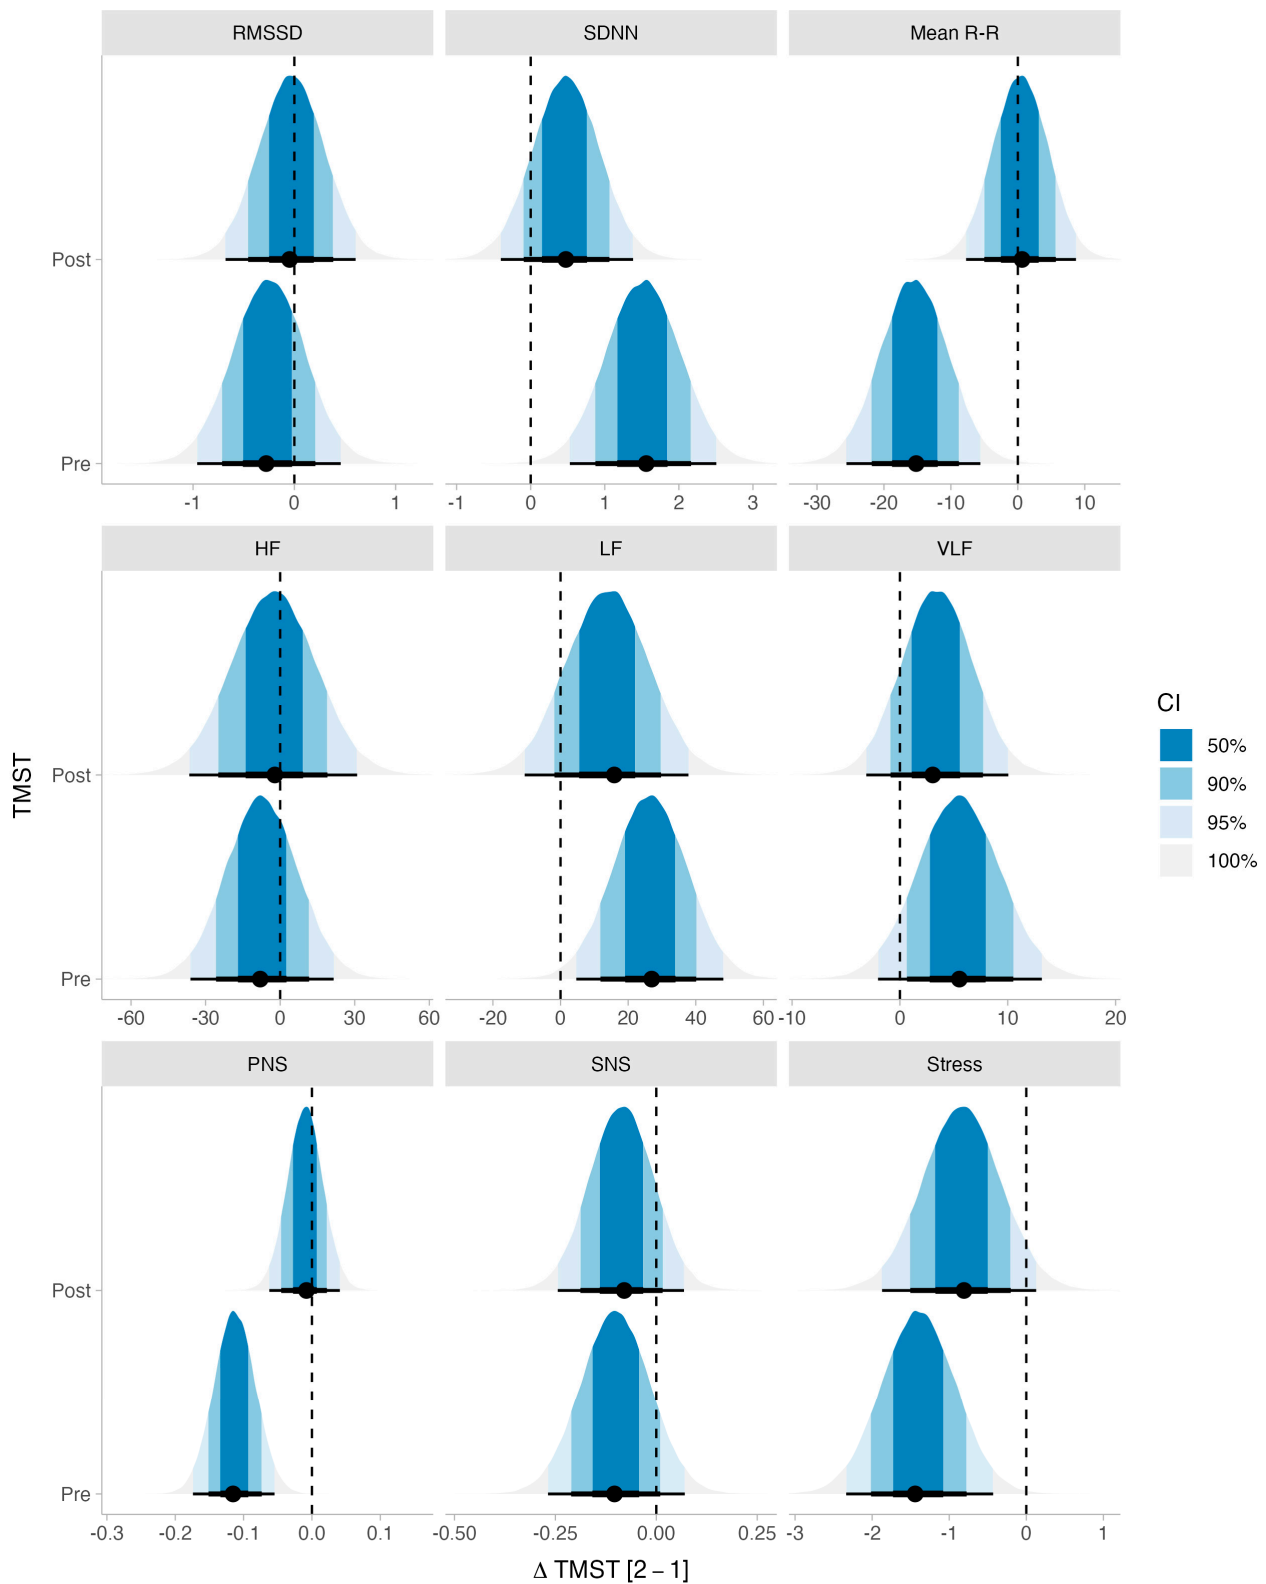 RMSSD SDNN Mean R-R
Post
Pre
-1 0 1 -1 0 1 2 3 -30 -20 -10 0 10
HF LF VLF
Post
Pre
-60 -30 0 30 60 -20 0 20 40 60 -10 0 10 20
PNS SNS Stress
Post
Pre
-0.3 -0.2 -0.1 0.0 0.1 -0.50 -0.25 0.00 0.25 -3 -2 -1 0 1
TMST
Δ TMST [2 – 1]
CI
50%
90%
95%
100%